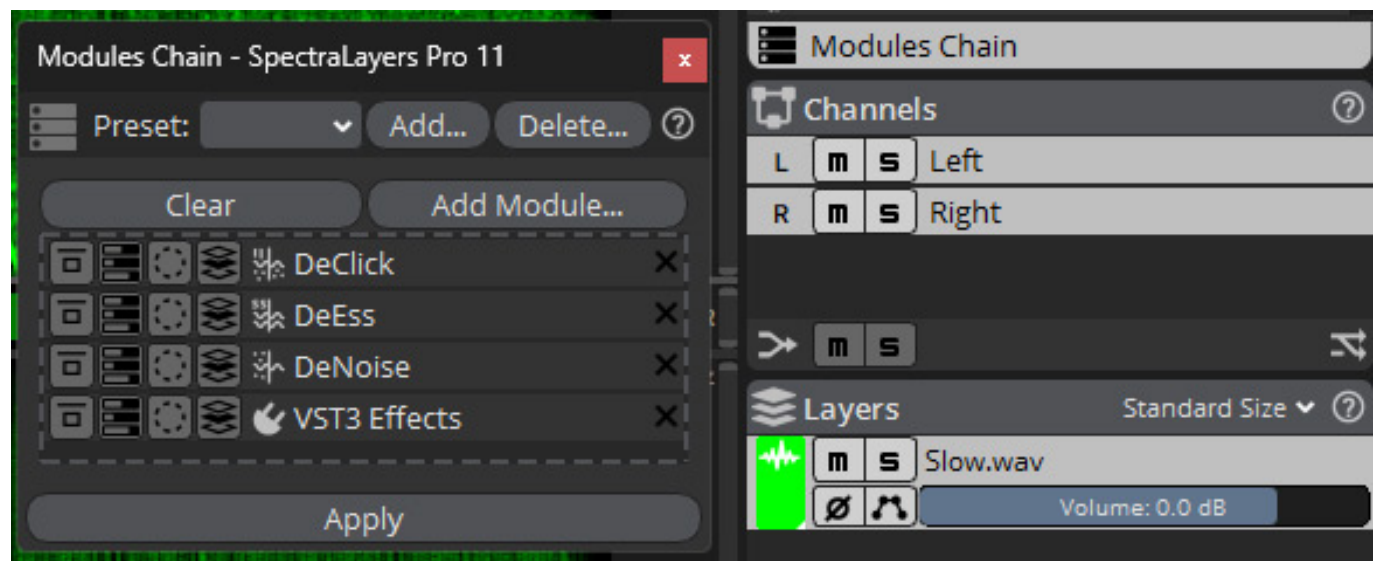 Modules Chain - SpectraLayers Pro 11
x
Preset:
Add...
Delete...
?
Clear
Add Module...
DeClick
DeEss
DeNoise
VST3 Effects
Apply
Modules Chain
Channels
?
L m s Left
R m s Right
m s
Layers
Standard Size
?
m s Slow.wav
Volume: 0.0 dB